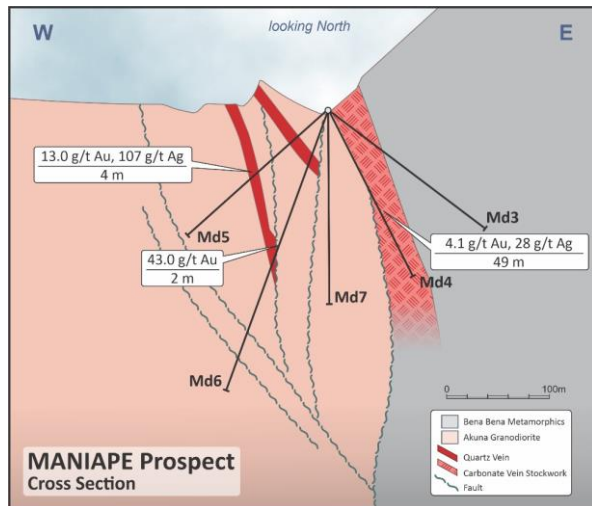 W
looking North
E
13.0 g/t Au, 107 g/t Ag
4 m
Md3
Md5
4.1 g/t Au, 28 g/t Ag
49 m
43.0 g/t Au
2 m
Md4
Md7
Md6
0 100m
Bena Bena Metamorphics
Akuna Granodiorite
Quartz Vein
Carbonate Vein Stockwork
Fault
MANIAPE Prospect
Cross Section